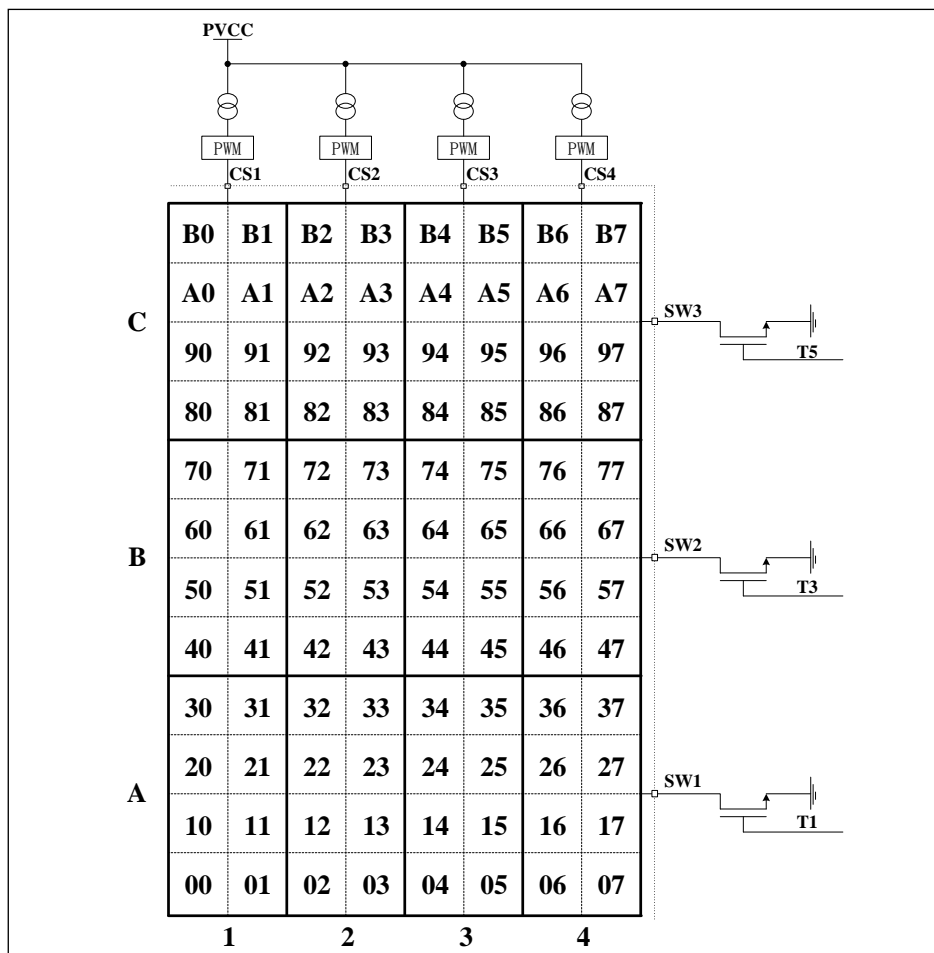 PVCC
PWM PWM PWM PWM
CS1 CS2 CS3 CS4
B0 B1 B2 B3 B4 B5 B6 B7
A0 A1 A2 A3 A4 A5 A6 A7
SW3
C
T5
90 91 92 93 94 95 96 97
80 81 82 83 84 85 86 87
70 71 72 73 74 75 76 77
60 61 62 63 64 65 66 67
SW2
B
T3
50 51 52 53 54 55 56 57
40 41 42 43 44 45 46 47
30 31 32 33 34 35 36 37
20 21 22 23 24 25 26 27
SW1
A
T1
10 11 12 13 14 15 16 17
00 01 02 03 04 05 06 07
1 2 3 4